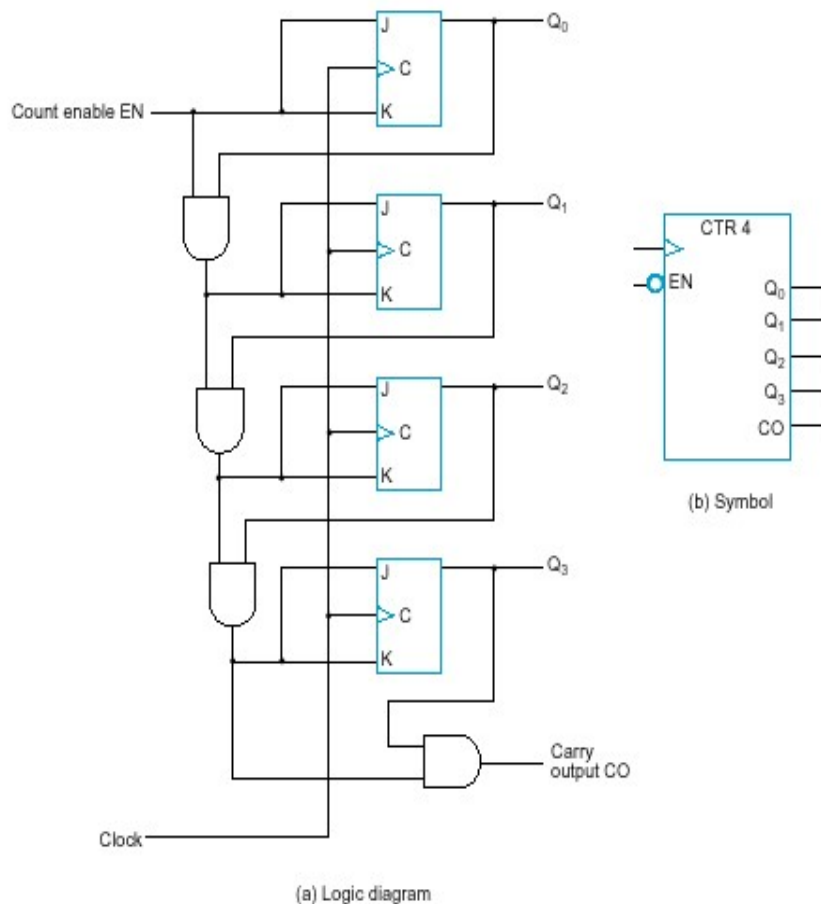 J
Q0
C
Count enable EN
K
J
Q1
C
K
CTR 4
EN
Q0
Q1
Q2
Q3
CO
(b) Symbol
J
Q2
C
K
J
Q3
C
K
Carry
output CO
Clock
(a) Logic diagram